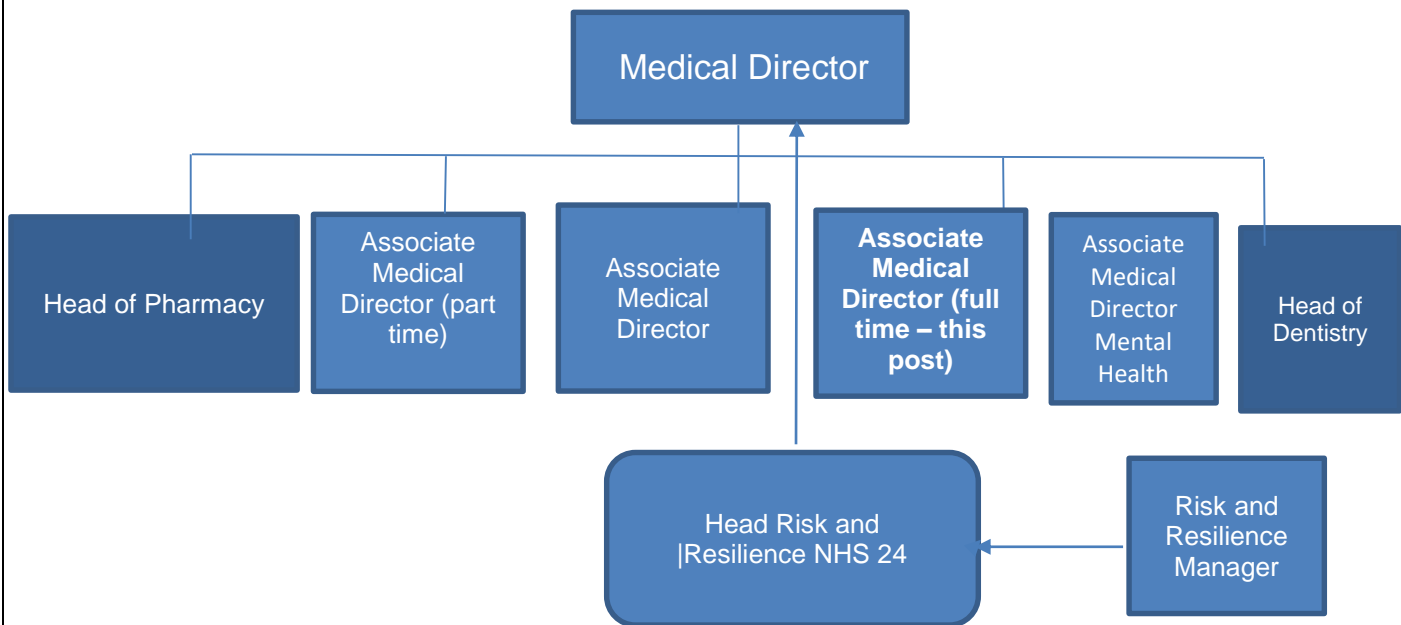 Medical Director
Head of Pharmacy
Associate
Medical
Director (part
time)
Associate
Medical
Director
Associate
Medical
Director (full
time – this
post)
Associate
Medical
Director
Mental
Health
Head of
Dentistry
Head Risk and
|Resilience NHS 24
Risk and
Resilience
Manager